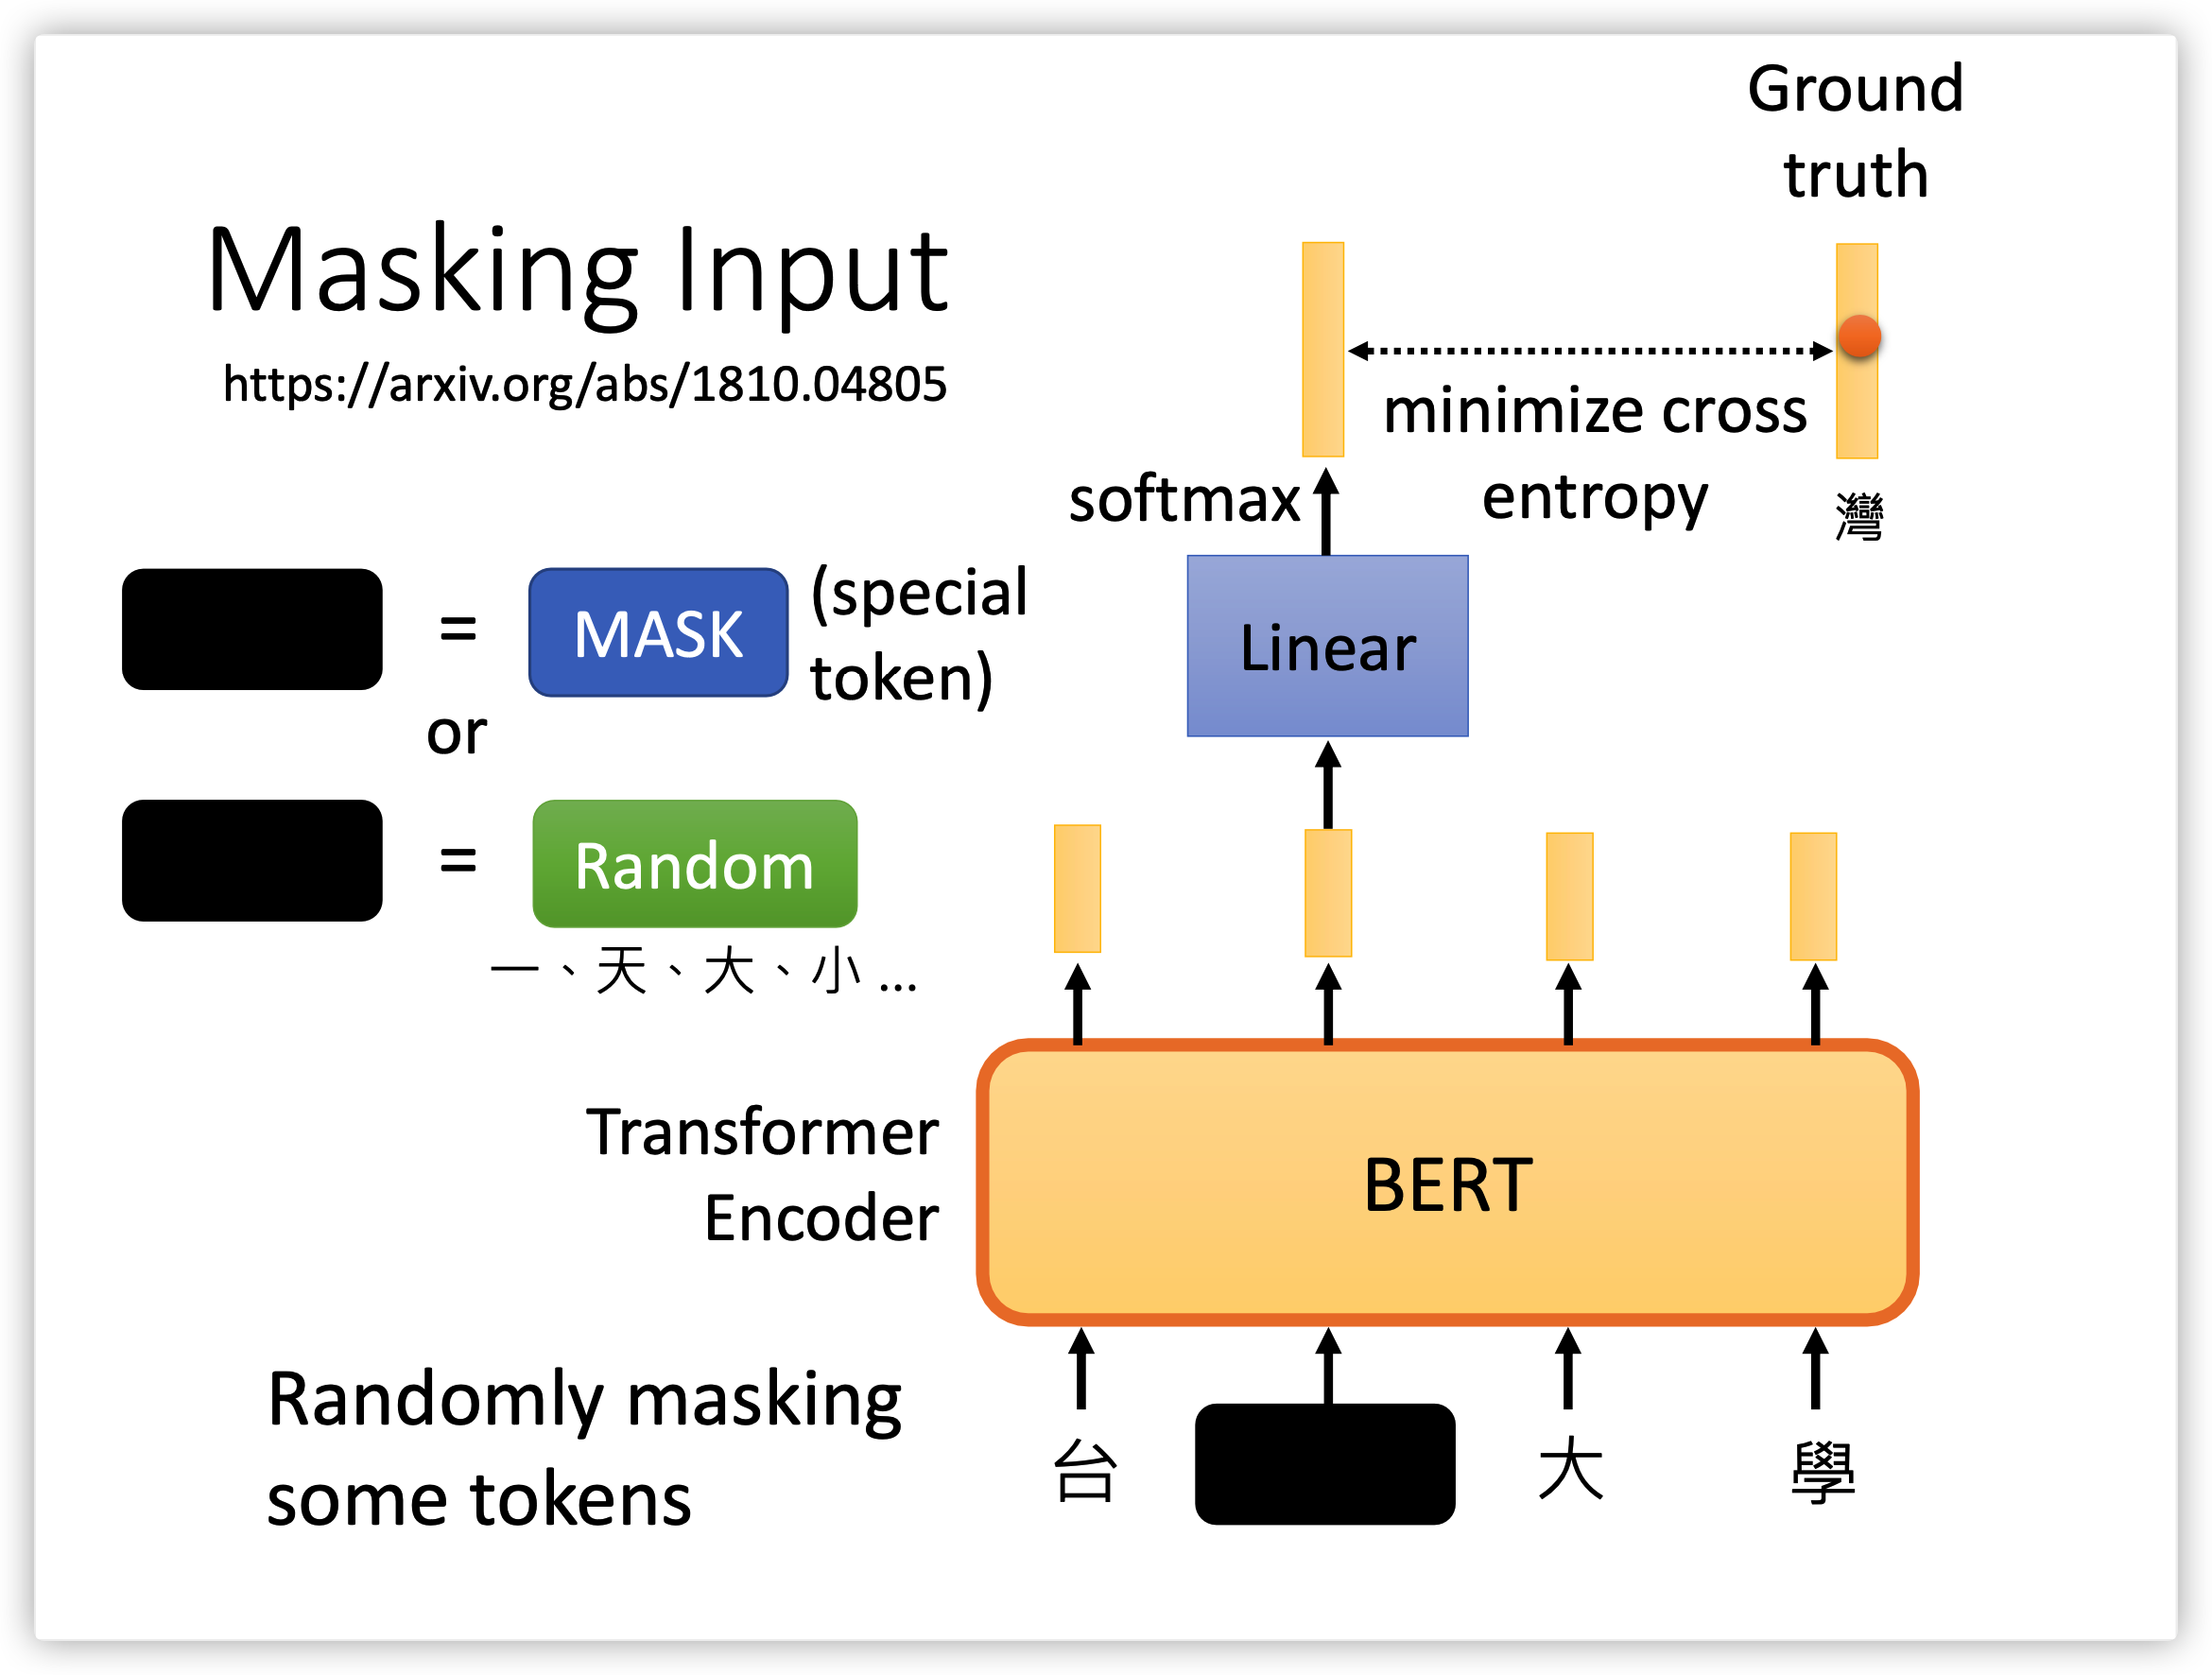 Masking Input
https://arxiv.org/abs/1810.04805
Ground
truth
minimize cross
entropy
灣
softmax
Linear
=
MASK
(special
token)
or
=
Random
一、天、大、小 ...
Transformer
Encoder
BERT
Randomly masking
some tokens
台 大 學